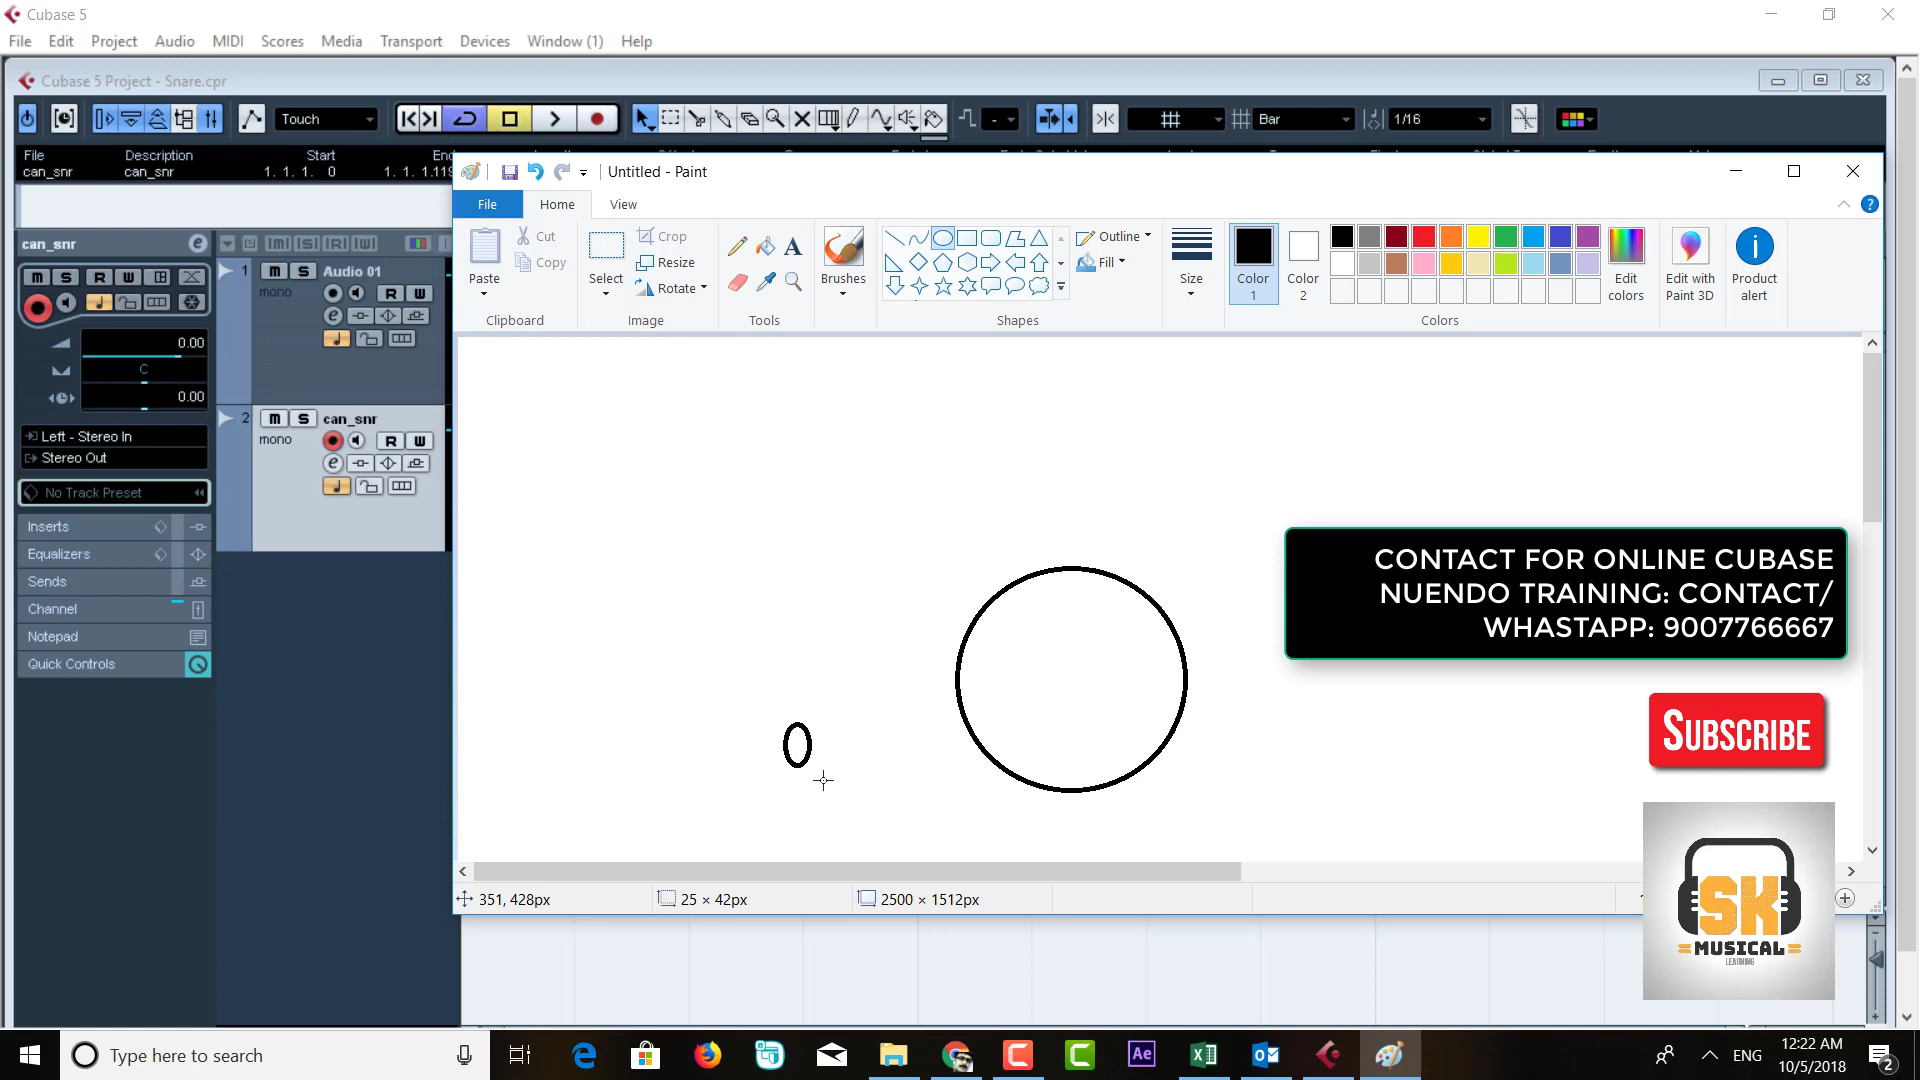 Cubase 5
File Edit Project Audio MIDI Scores Media Transport Devices Window (1) Help
Cubase 5 Project - Snare.cpr
Touch
Bar
1/16
File Description Start
can_snr can_snr 1. 1. 1. 0 1. 1. 1.119
Untitled - Paint
File Home View
Paste
Cut
Copy
Clipboard
Select
Crop
Resize
Rotate
Image
Tools
Brushes
Shapes
Outline
Fill
Size
Color 1
Color 2
Edit colors
Colors
Edit with Paint 3D
Product alert
can_snr
m S R W
0.00
C
0.00
Left - Stereo In
Stereo Out
No Track Preset
Inserts
Equalizers
Sends
Channel
Notepad
Quick Controls
1 m S Audio 01
mono R W
2 m S can_snr
mono R W
CONTACT FOR ONLINE CUBASE
NUENDO TRAINING: CONTACT/
WHASTAPP: 9007766667
SUBSCRIBE
SK
MUSICAL
LEARNING
351, 428px 25 × 42px 2500 × 1512px
Type here to search
Ae
ENG
12:22 AM
10/5/2018
2